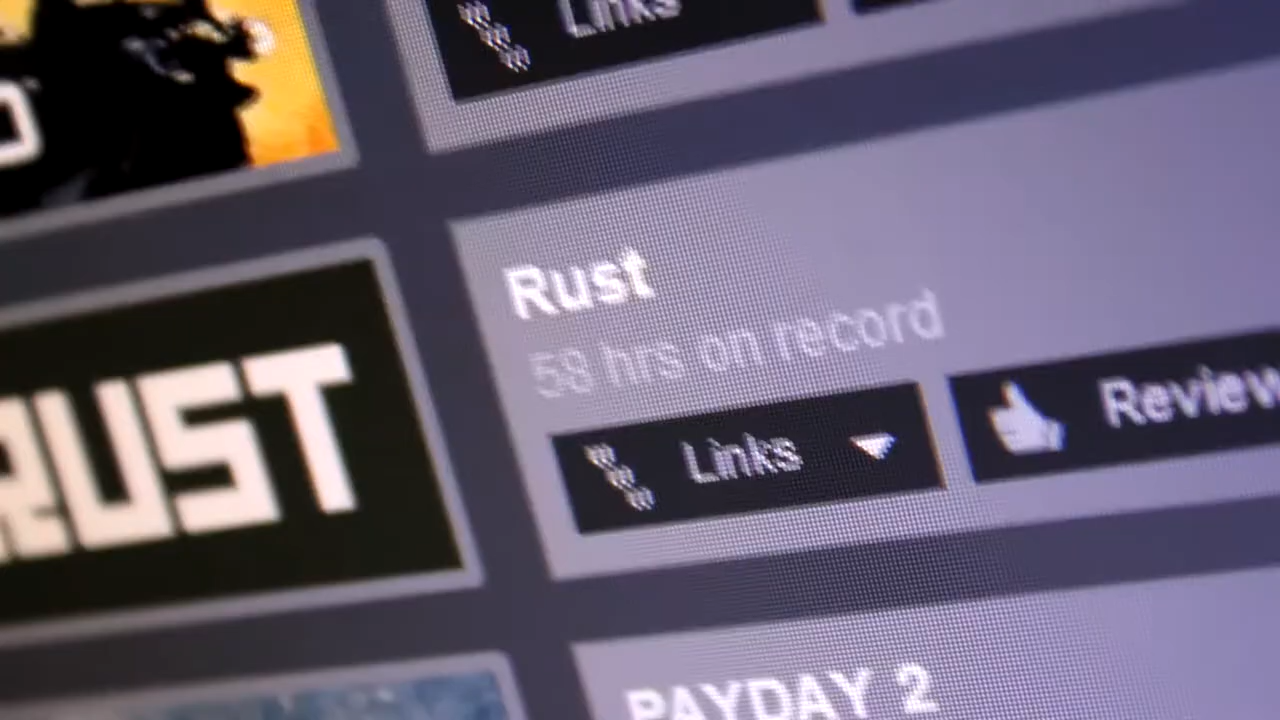 Links
Rust
58 hrs on record
RUST
Links
Review
PAYDAY 2